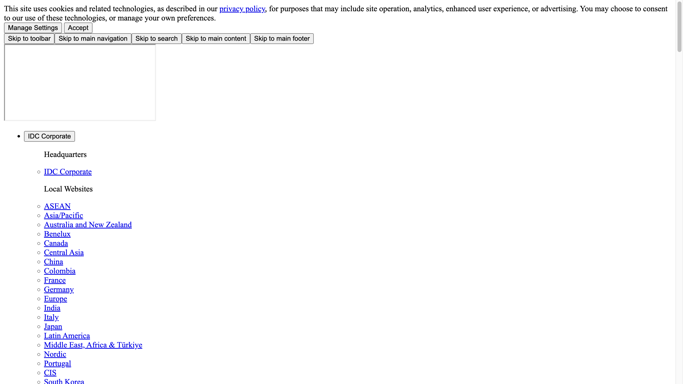 This site uses cookies and related technologies, as described in our privacy policy, for purposes that may include site operation, analytics, enhanced user experience, or advertising. You may choose to consent
to our use of these technologies, or manage your own preferences.
Manage Settings Accept
Skip to toolbar Skip to main navigation Skip to search Skip to main content Skip to main footer
IDC Corporate
Headquarters
IDC Corporate
Local Websites
ASEAN
Asia/Pacific
Australia and New Zealand
Benelux
Canada
Central Asia
China
Colombia
France
Germany
Europe
India
Italy
Japan
Latin America
Middle East, Africa & Türkiye
Nordic
Portugal
CIS
South Korea